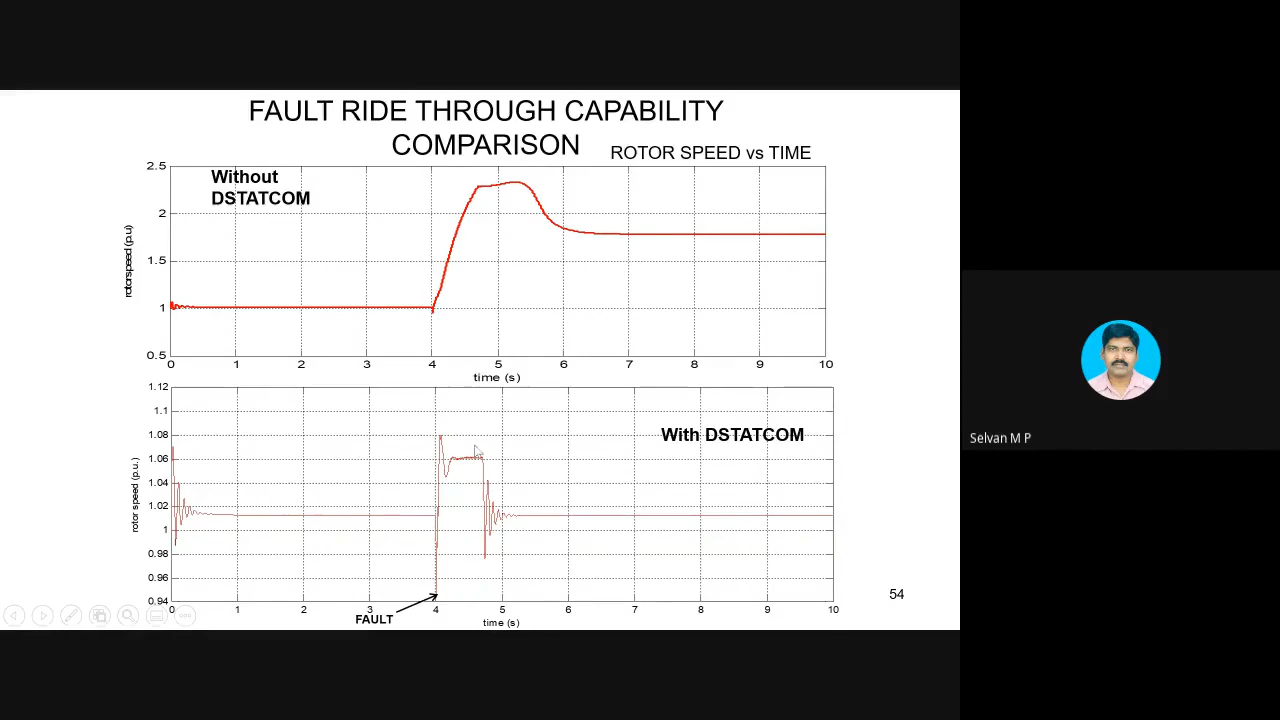 FAULT RIDE THROUGH CAPABILITY
COMPARISON
ROTOR SPEED vs TIME
2.5
2
1.5
1
0.5
rotorspeed (p.u)
Without
DSTATCOM
0 1 2 3 4 5 6 7 8 9 10
time (s)
1.12
1.1
1.08
1.06
1.04
1.02
1
0.98
0.96
0.94
rotor speed (p.u.)
With DSTATCOM
0 1 2 3 4 5 6 7 8 9 10
FAULT
time (s)
54
Selvan M P